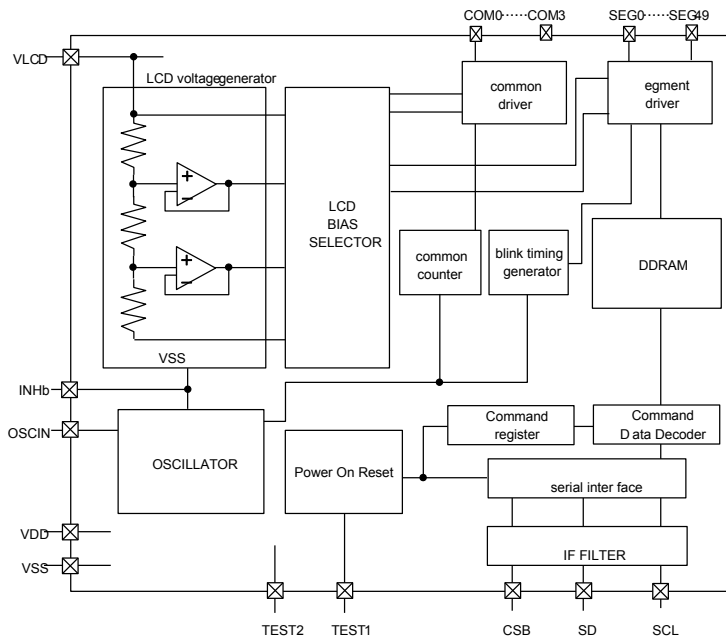 COM0 ······ COM3
SEG0 ······ SEG49
VLCD
LCD voltage generator
common
driver
egment
driver
+
−
+
−
LCD
BIAS
SELECTOR
common
counter
blink timing
generator
DDRAM
VSS
INHb
OSCIN
OSCILLATOR
Power On Reset
Command
register
Command
D ata Decoder
serial inter face
IF FILTER
VDD
VSS
TEST2
TEST1
CSB
SD
SCL